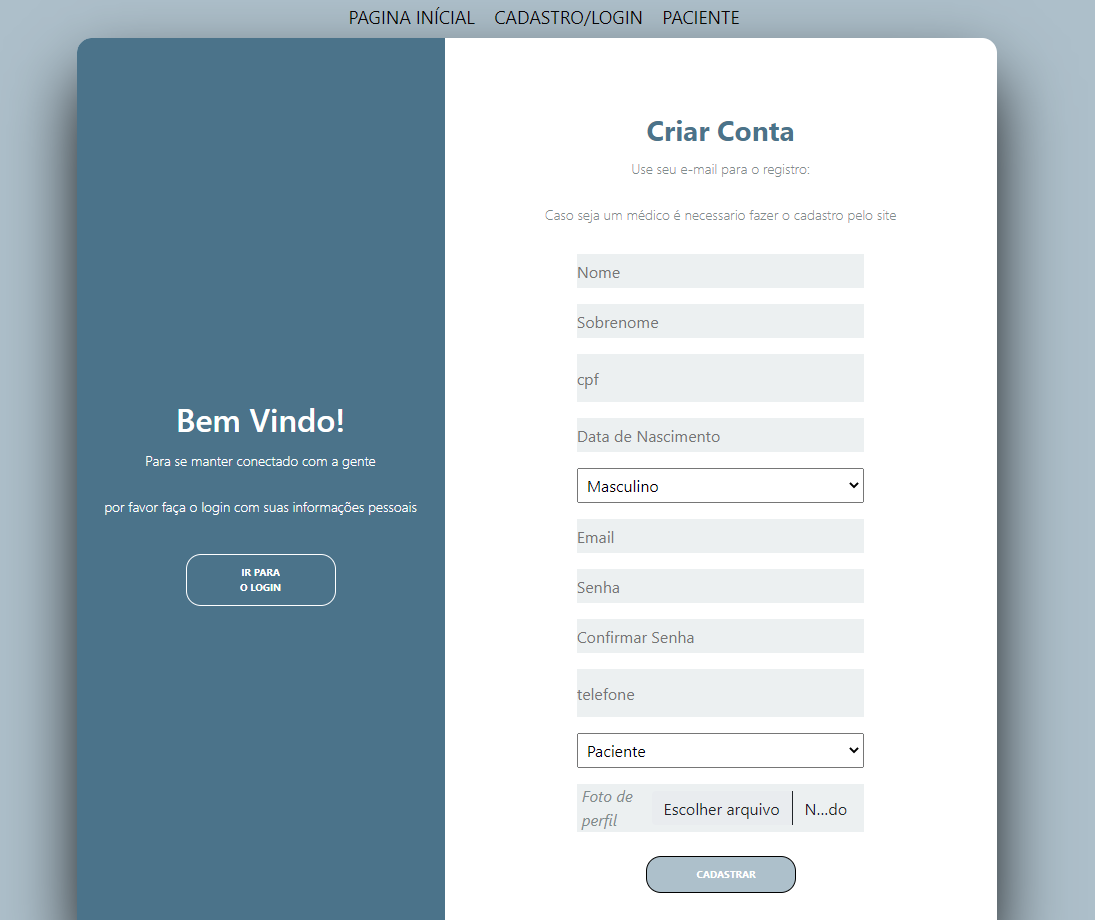 PAGINA INÍCIAL CADASTRO/LOGIN PACIENTE
Bem Vindo!
Para se manter conectado com a gente
por favor faça o login com suas informações pessoais
IR PARA
O LOGIN
Criar Conta
Use seu e-mail para o registro:
Caso seja um médico é necessario fazer o cadastro pelo site
Nome
Sobrenome
cpf
Data de Nascimento
Masculino
Email
Senha
Confirmar Senha
telefone
Paciente
Foto de
perfil
Escolher arquivo N...do
CADASTRAR